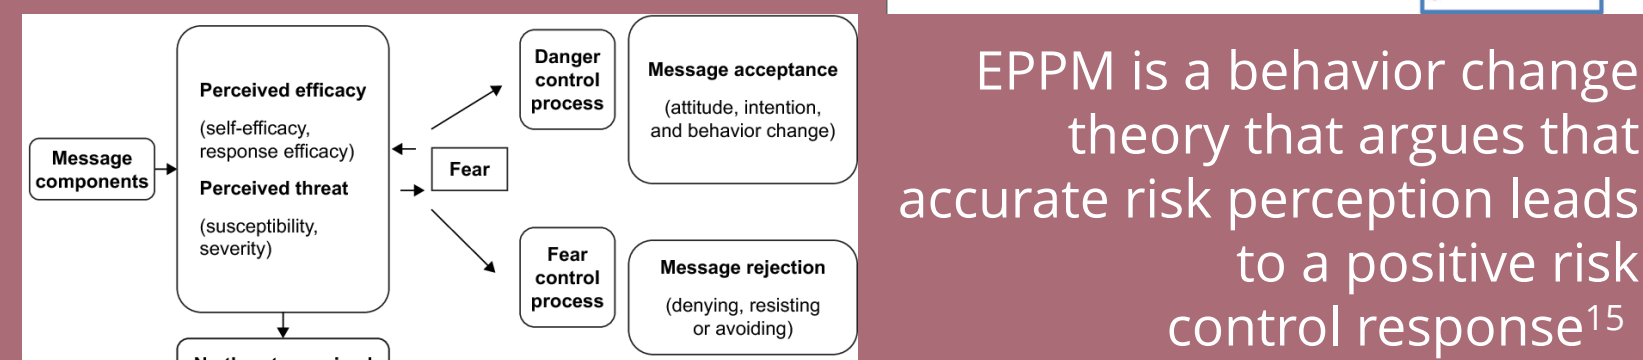 Message
components
Perceived efficacy
(self-efficacy,
response efficacy)
Perceived threat
(susceptibility,
severity)
Fear
Danger
control
process
Message acceptance
(attitude, intention,
and behavior change)
Fear
control
process
Message rejection
(denying, resisting
or avoiding)
EPPM is a behavior change
theory that argues that
accurate risk perception leads
to a positive risk
control response¹⁵